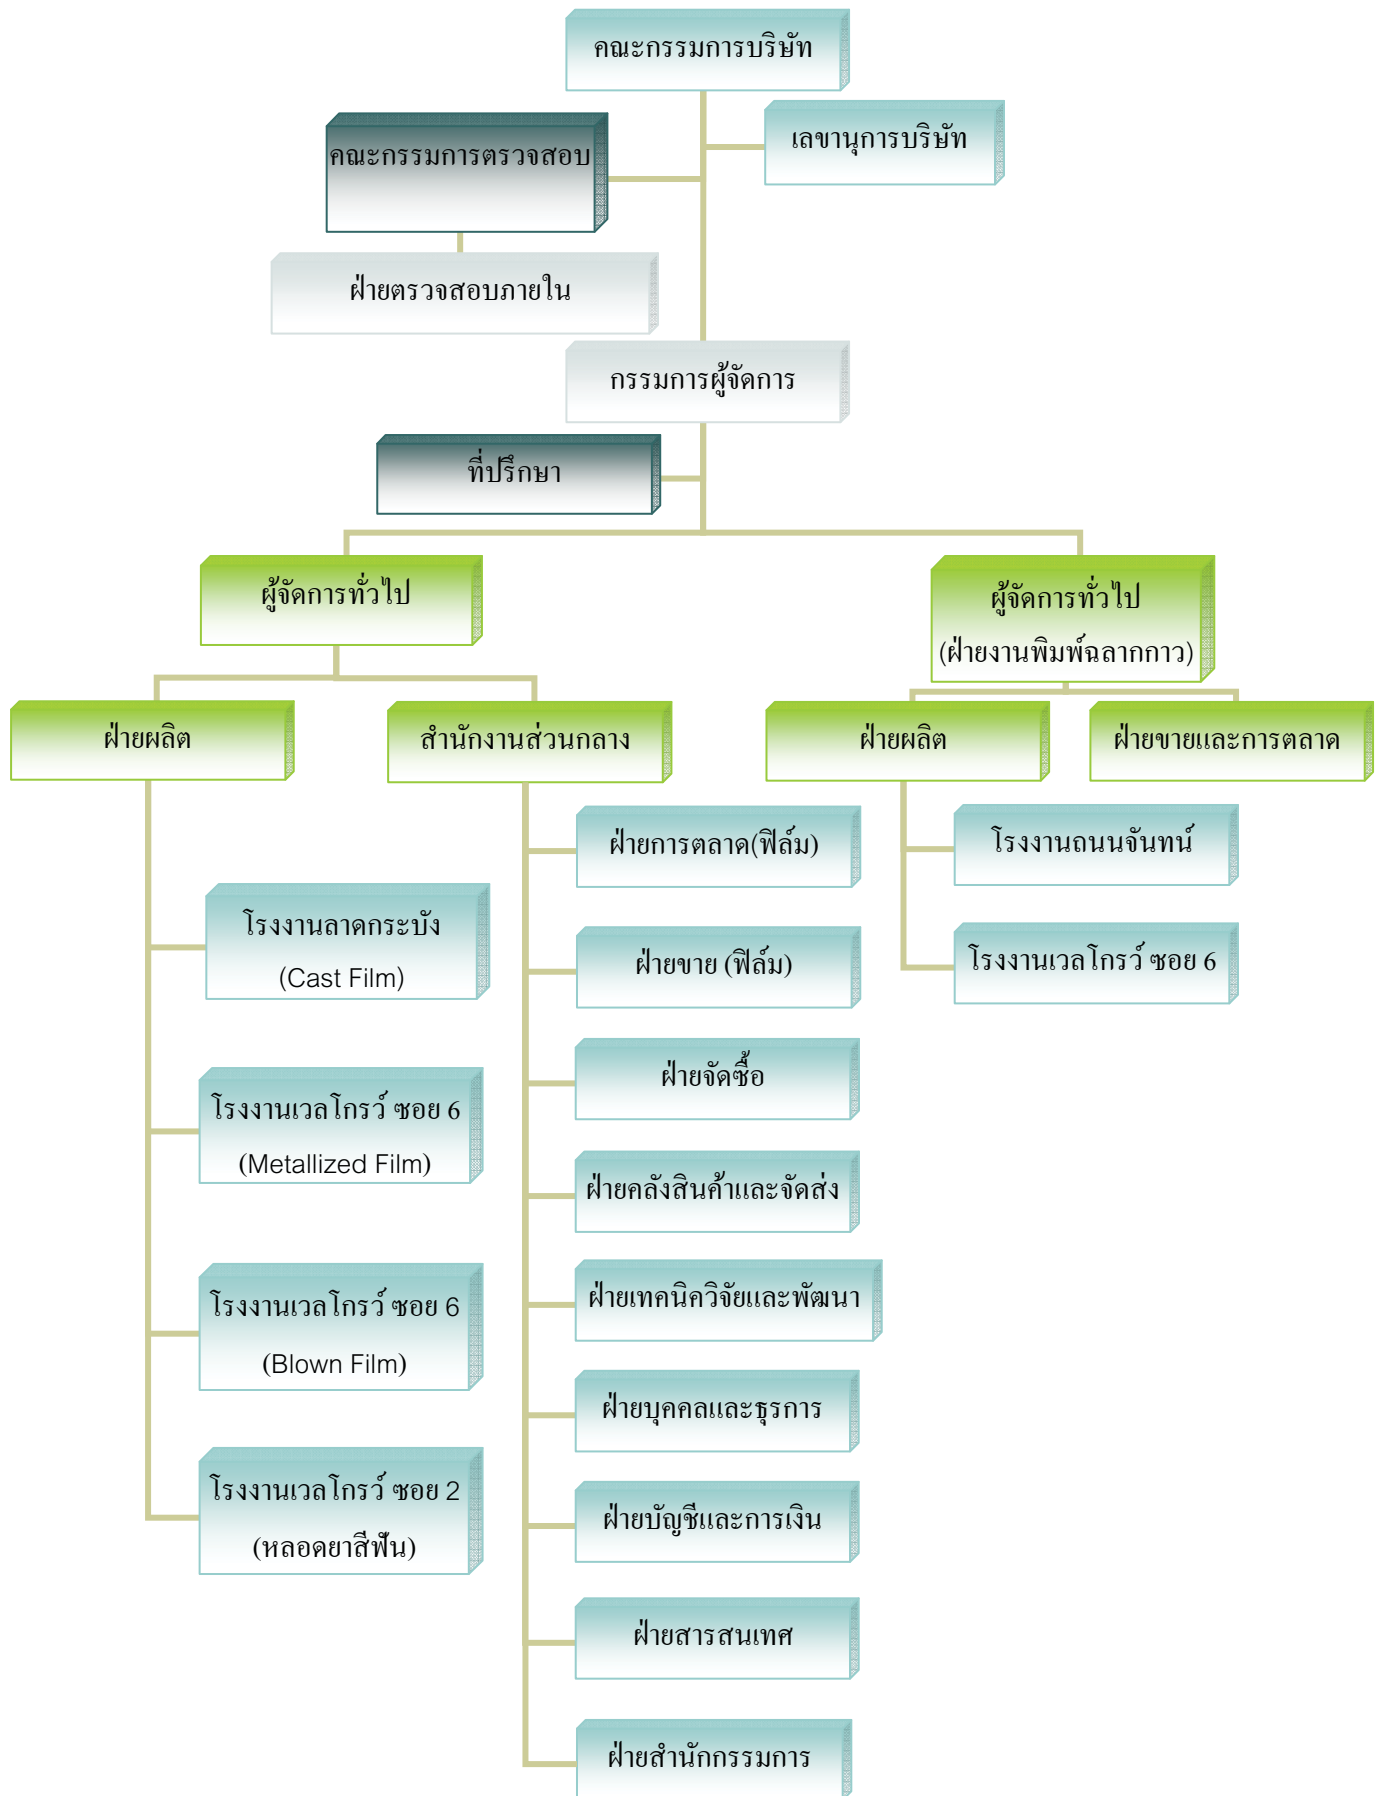 คณะกรรมการบริษัท
เลขานุการบริษัท
คณะกรรมการตรวจสอบ
ฝ่ายตรวจสอบภายใน
กรรมการผู้จัดการ
ที่ปรึกษา
ผู้จัดการทั่วไป
ผู้จัดการทั่วไป
(ฝ่ายงานพิมพ์ฉลากกาว)
ฝ่ายผลิต
สำนักงานส่วนกลาง
ฝ่ายผลิต
ฝ่ายขายและการตลาด
โรงงานลาดกระบัง
(Cast Film)
โรงงานเวลโกรว์ ซอย 6
(Metallized Film)
โรงงานเวลโกรว์ ซอย 6
(Blown Film)
โรงงานเวลโกรว์ ซอย 2
(หลอดยาสีฟัน)
ฝ่ายการตลาด(ฟิล์ม)
ฝ่ายขาย (ฟิล์ม)
ฝ่ายจัดซื้อ
ฝ่ายคลังสินค้าและจัดส่ง
ฝ่ายเทคนิควิจัยและพัฒนา
ฝ่ายบุคคลและธุรการ
ฝ่ายบัญชีและการเงิน
ฝ่ายสารสนเทศ
ฝ่ายสำนักกรรมการ
โรงงานถนนจันทน์
โรงงานเวลโกรว์ ซอย 6